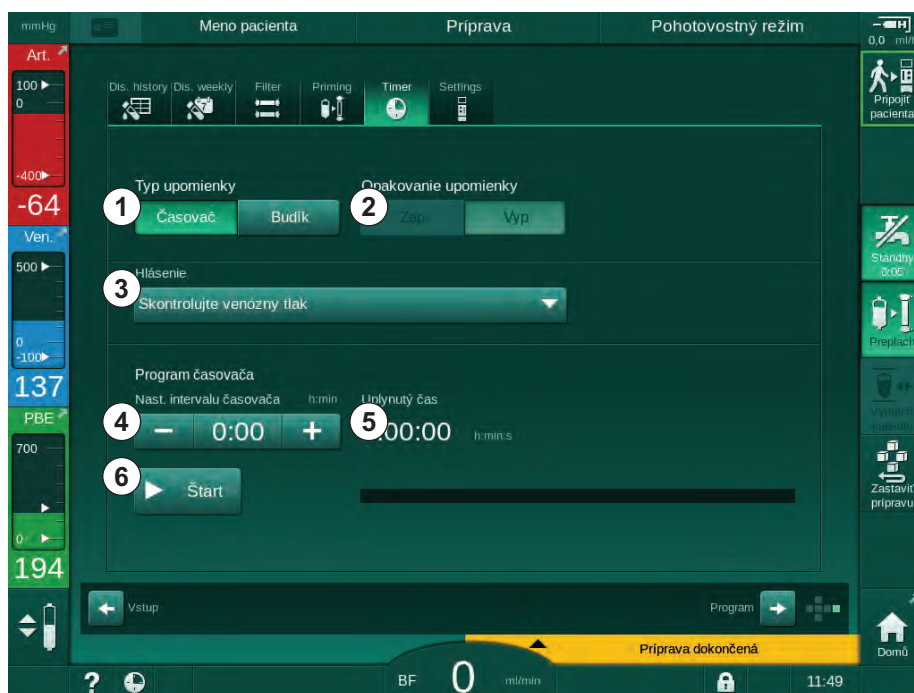 mmHg
Meno pacienta
Príprava
Pohotovostný režim
0,0 ml/
Art.
100
0
-400
-64
Ven.
500
0
-100
137
PBE
700
0
194
Dis. history
Dis. weekly
Filter
Priming
Timer
Settings
Typ upomienky
Opakovanie upomienky
1
Časovač
Budík
2
Zap
Vyp
Hlásenie
3
Skontrolujte venózny tlak
Program časovača
Nast. intervalu časovača h:min
Uplynutý čas
4
− 0:00 +
5
:00:00 h:min:s
6
Štart
Vstup
Program
Príprava dokončená
?
BF 0 ml/min
11:49
Pripojiť
pacienta
Standby
0:05
Preplach
Zastaviť
prípravu
Domů